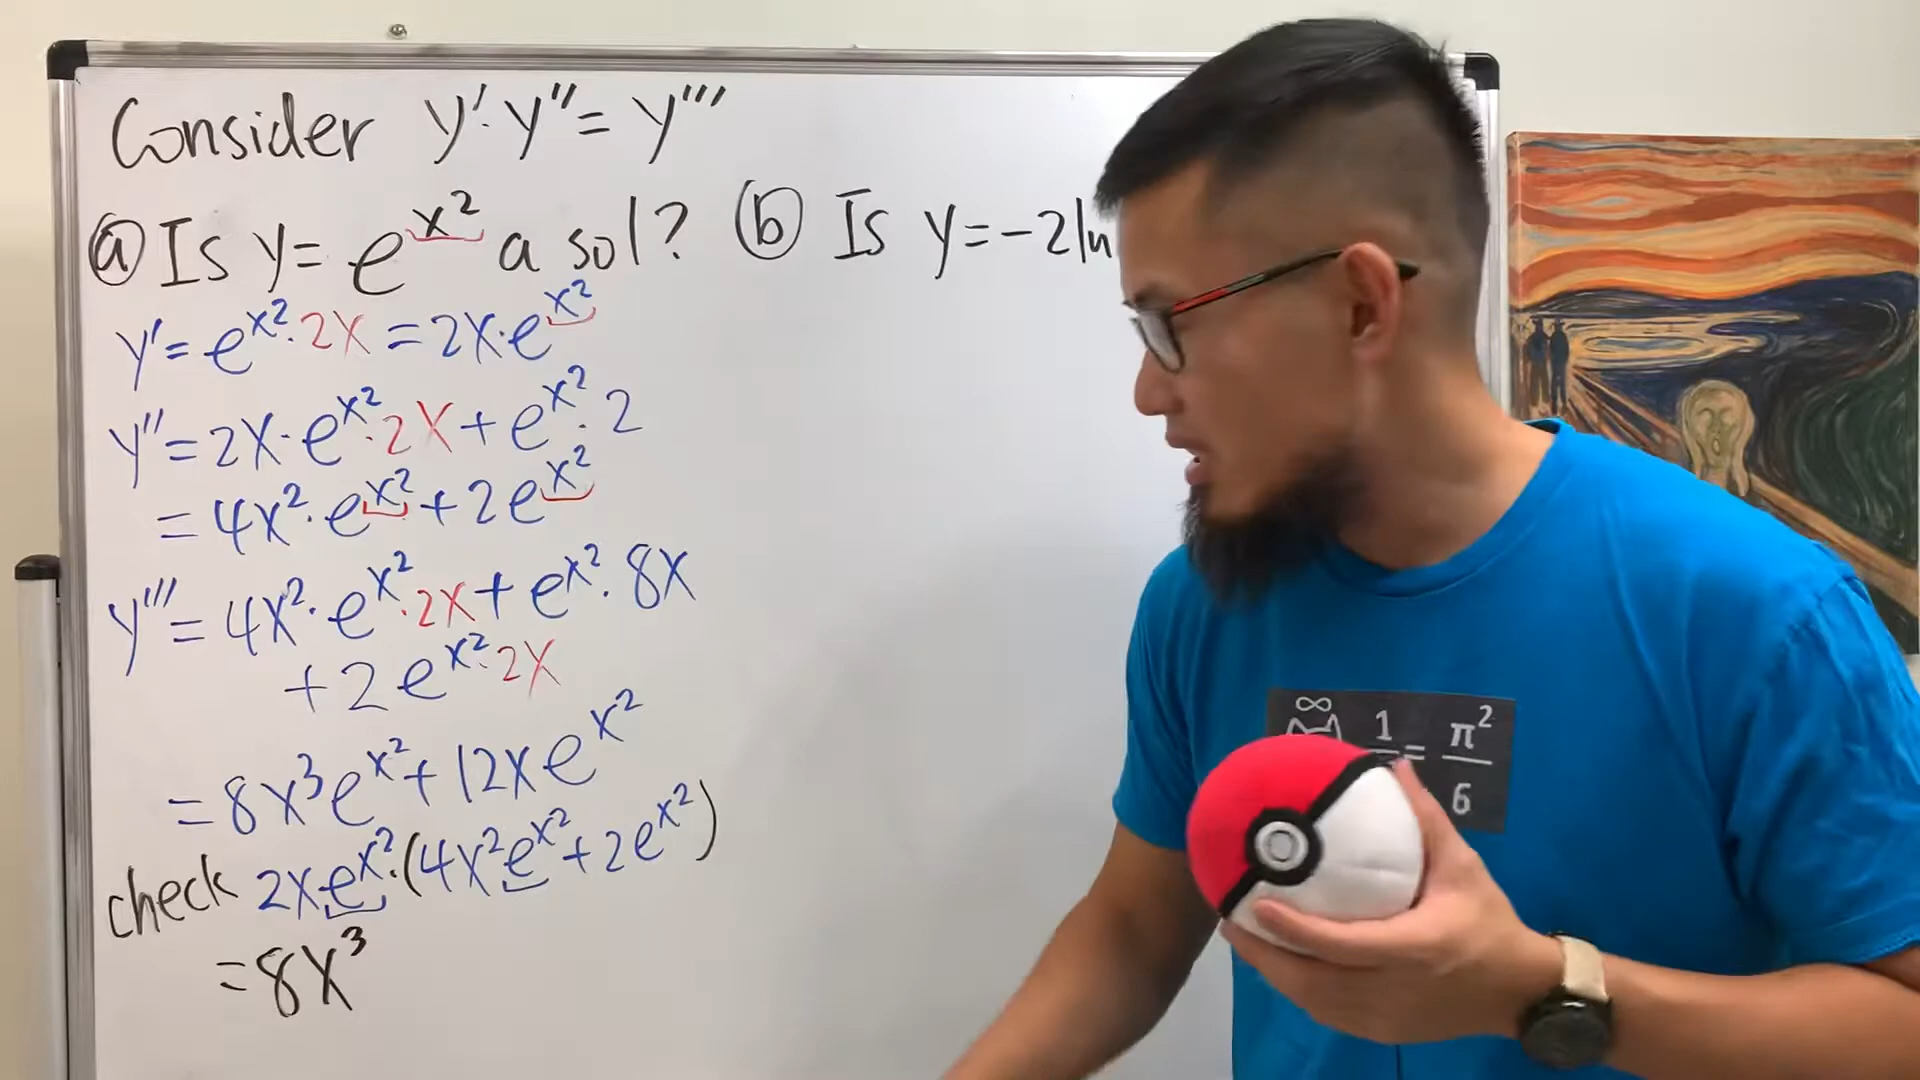 Consider y'·y''= y'''
ⓐ Is y= e^x² a sol? ⓑ Is y=-2ln
y'= e^x²·2x = 2x·e^x²
y''= 2x·e^x²·2x + e^x²·2
= 4x²·e^x² + 2e^x²
y'''= 4x²·e^x²·2x + e^x²·8x
+2e^x²·2x
= 8x³e^x² + 12xe^x²
check 2x·e^x²·(4x²e^x² + 2e^x²)
= 8x³
∞
1 = π²
6